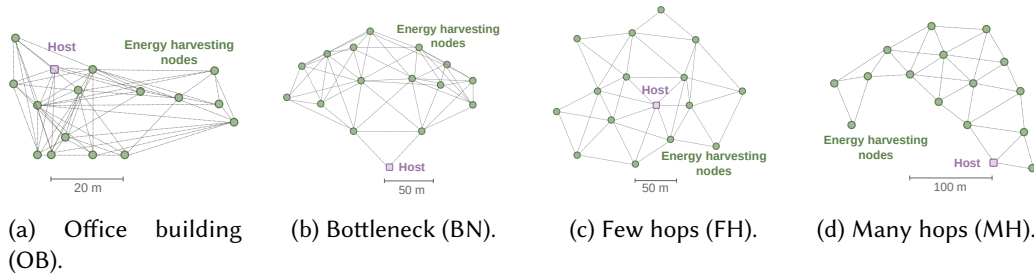 Host
Energy harvesting
nodes
20 m
(a) Office building
(OB).
Energy harvesting
nodes
Host
50 m
(b) Bottleneck (BN).
Host
Energy harvesting
nodes
50 m
(c) Few hops (FH).
Energy harvesting
nodes
Host
100 m
(d) Many hops (MH).